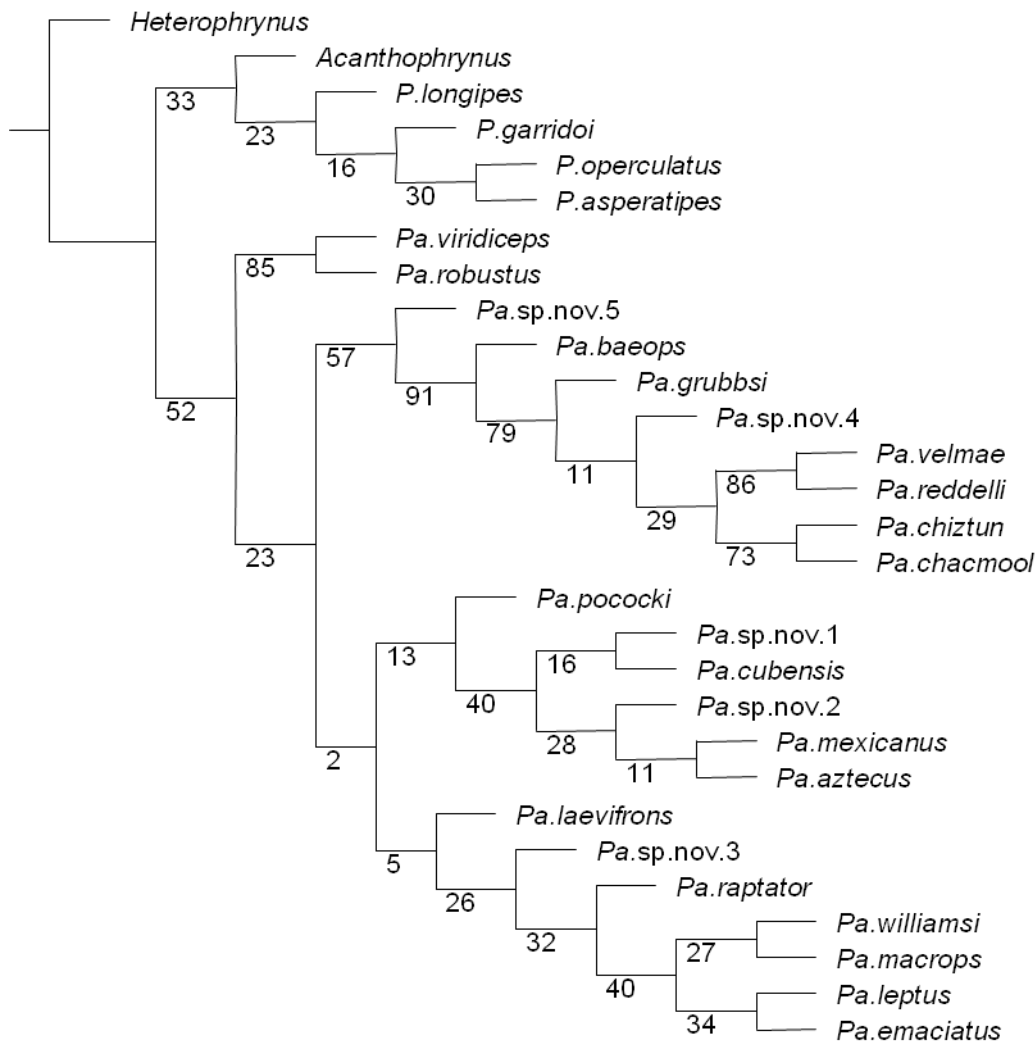 Heterophrynus
Acanthophrynus
33
P.longipes
23
P.garridoi
16
P.operculatus
30
P.asperatipes
Pa.viridiceps
85
Pa.robustus
Pa.sp.nov.5
57
Pa.baeops
91
Pa.grubbsi
52
Pa.sp.nov.4
79
Pa.velmae
11
86
Pa.reddelli
29
Pa.chiztun
23
73
Pa.chacmool
Pa.pococki
Pa.sp.nov.1
13
16
Pa.cubensis
40
Pa.sp.nov.2
28
Pa.mexicanus
2
11
Pa.aztecus
Pa.laevifrons
5
Pa.sp.nov.3
26
Pa.raptator
32
Pa.williamsi
27
Pa.macrops
40
Pa.leptus
34
Pa.emaciatus